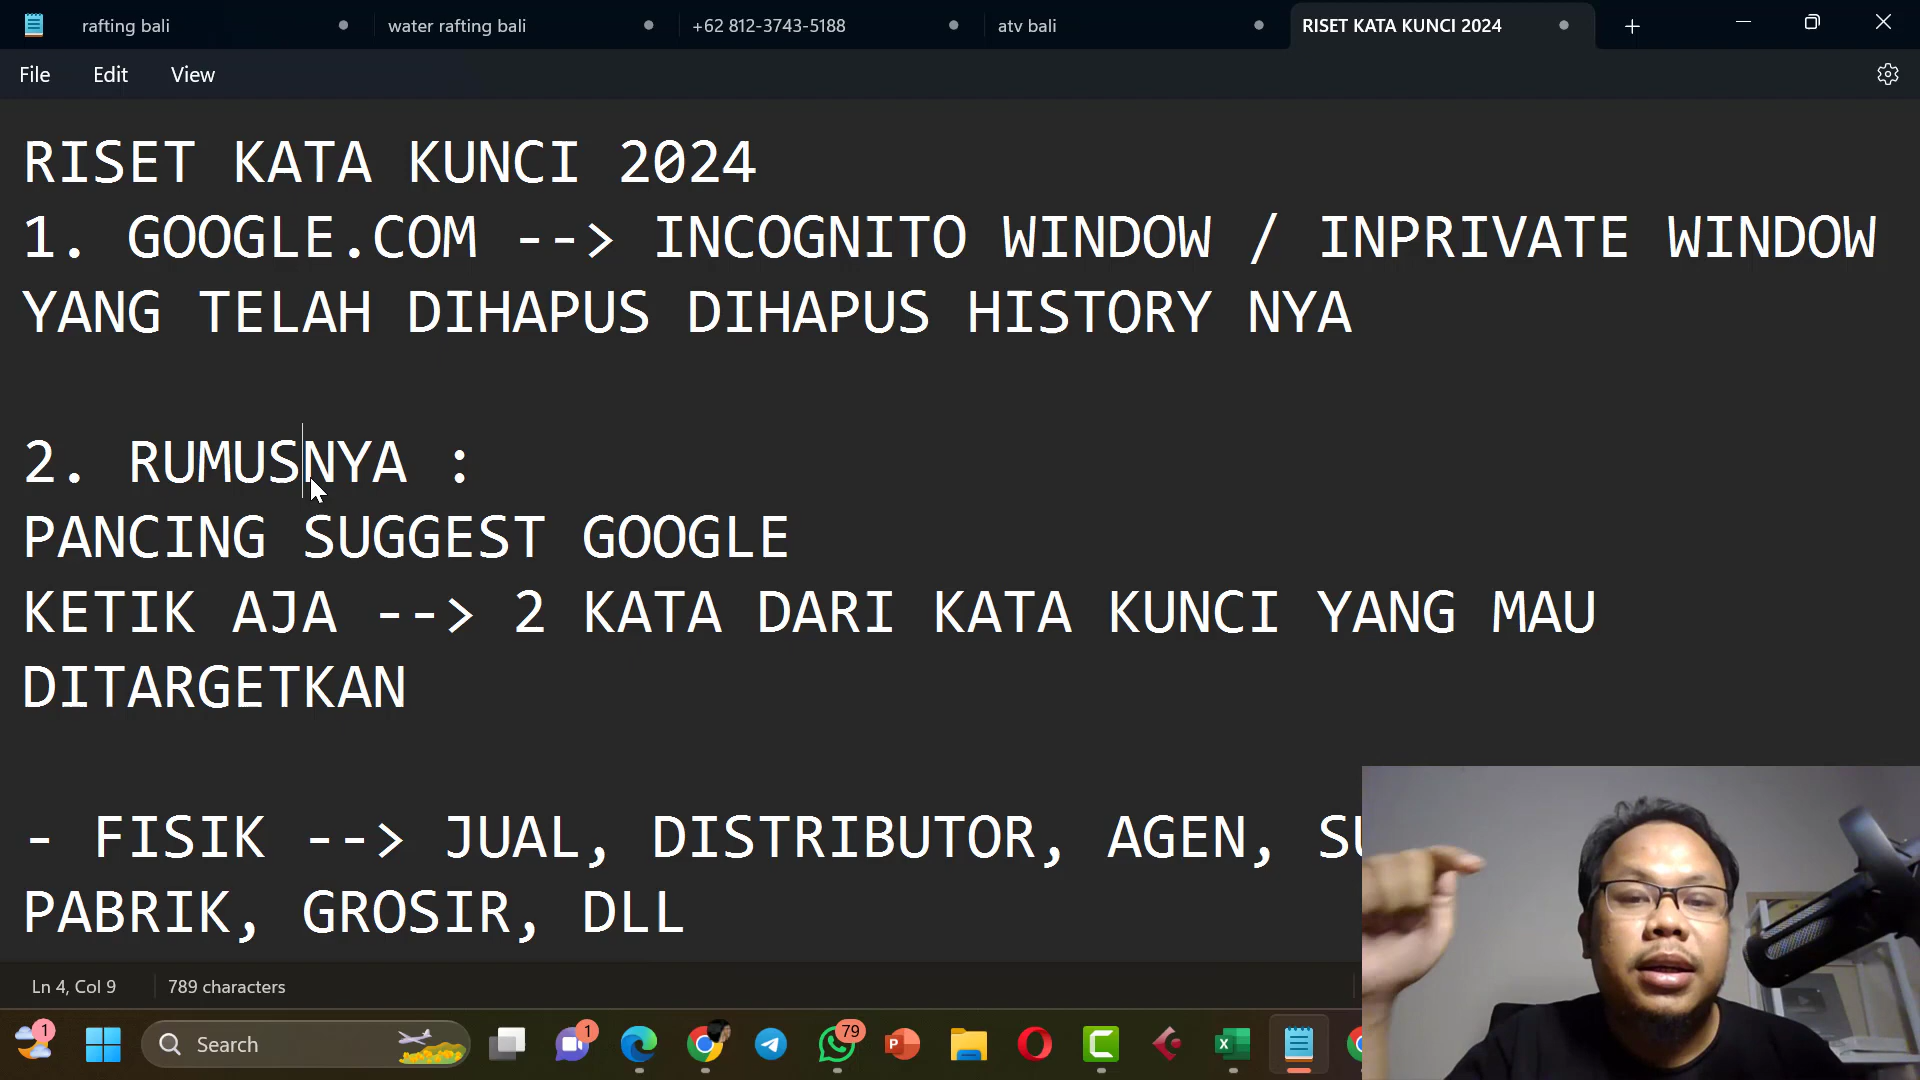 rafting bali
water rafting bali
+62 812-3743-5188
atv bali
RISET KATA KUNCI 2024
File
Edit
View
RISET KATA KUNCI 2024
1. GOOGLE.COM --> INCOGNITO WINDOW / INPRIVATE WINDOW
YANG TELAH DIHAPUS DIHAPUS HISTORY NYA
2. RUMUSNYA :
PANCING SUGGEST GOOGLE
KETIK AJA --> 2 KATA DARI KATA KUNCI YANG MAU
DITARGETKAN
- FISIK --> JUAL, DISTRIBUTOR, AGEN,
PABRIK, GROSIR, DLL
Ln 4, Col 9
789 characters
1
Search
1
79